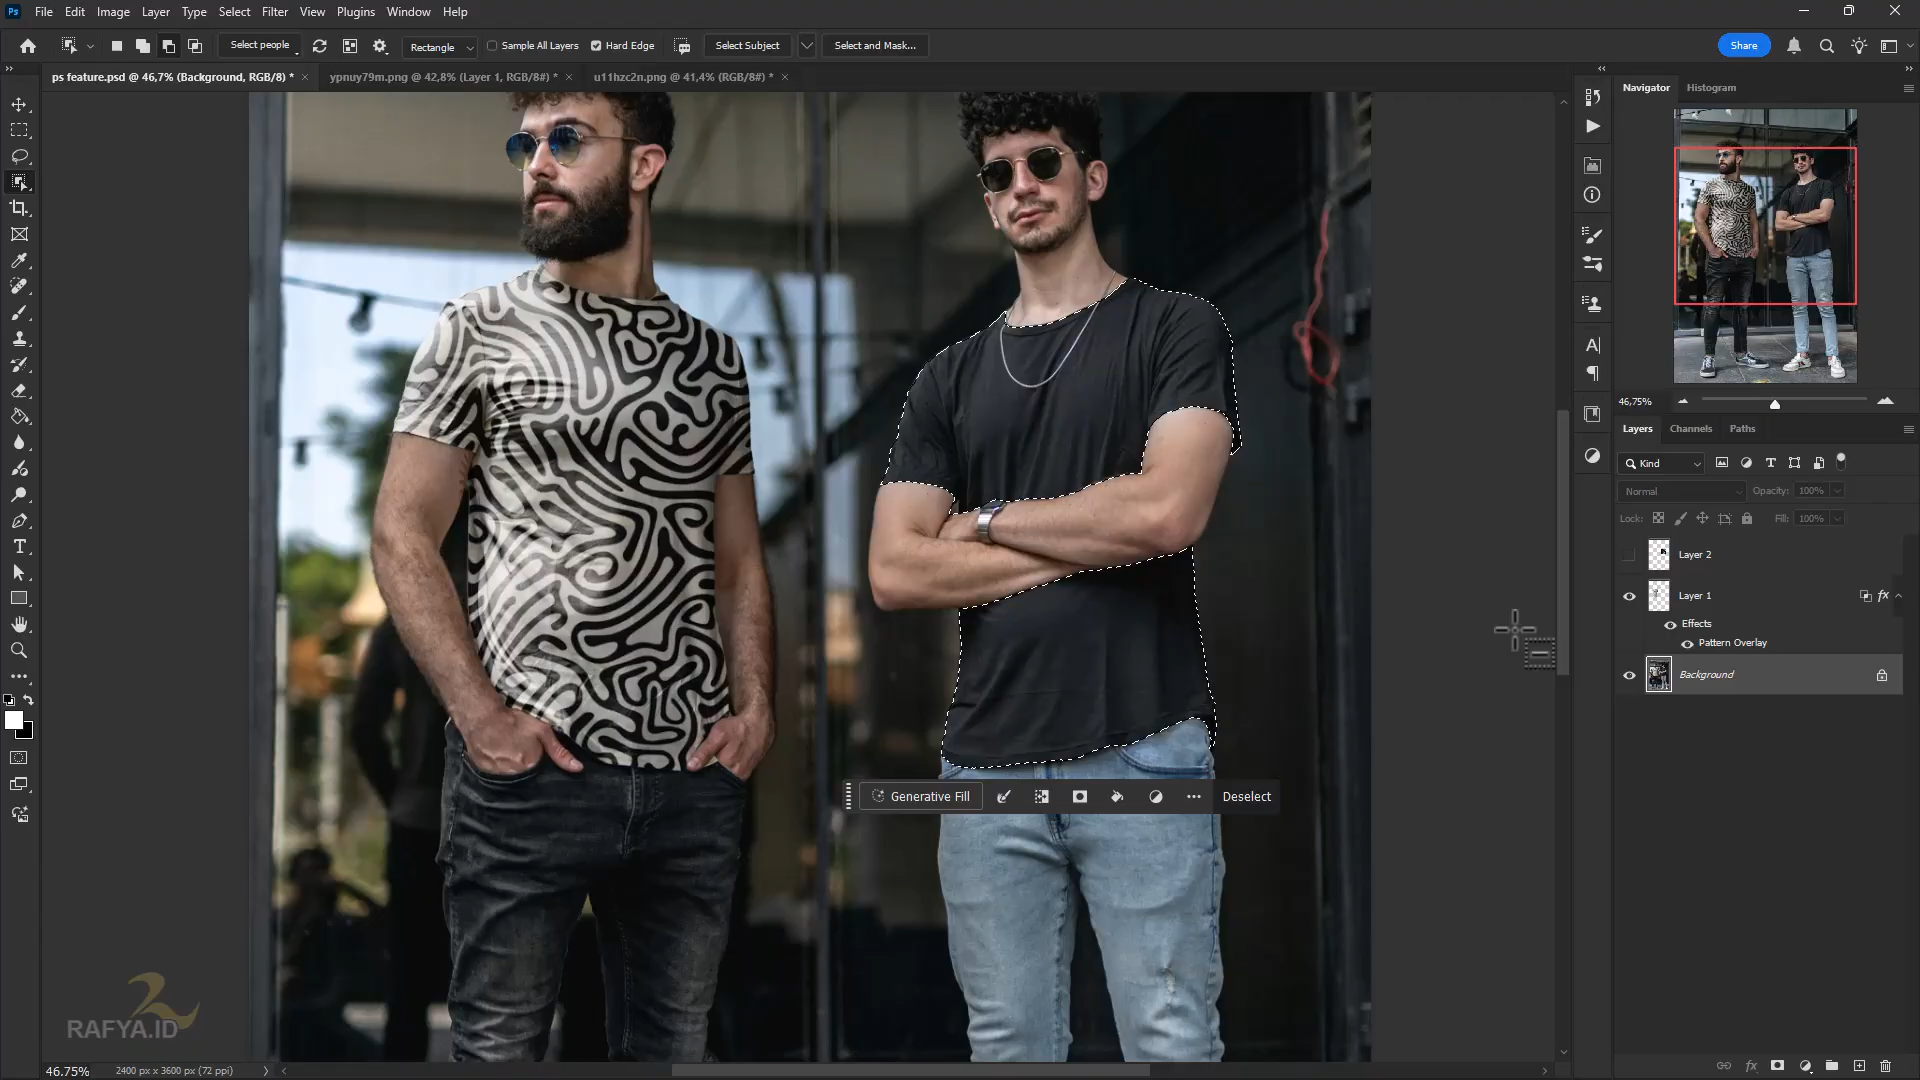 Ps File Edit Image Layer Type Select Filter View Plugins Window Help
Select people Rectangle Sample All Layers Hard Edge Select Subject Select and Mask... Share
ps feature.psd @ 46,7% (Background, RGB/8) * ypnuy79m.png @ 42,8% (Layer 1, RGB/8#) * u11hzc2n.png @ 41,4% (RGB/8#) *
Navigator Histogram
46,75%
Layers Channels Paths
Kind
Normal Opacity: 100%
Lock: Fill: 100%
Layer 2
Layer 1 fx
Effects
Pattern Overlay
Background
Generative Fill Deselect
RAFYA.ID
46.75% 2400 px x 3600 px (72 ppi)